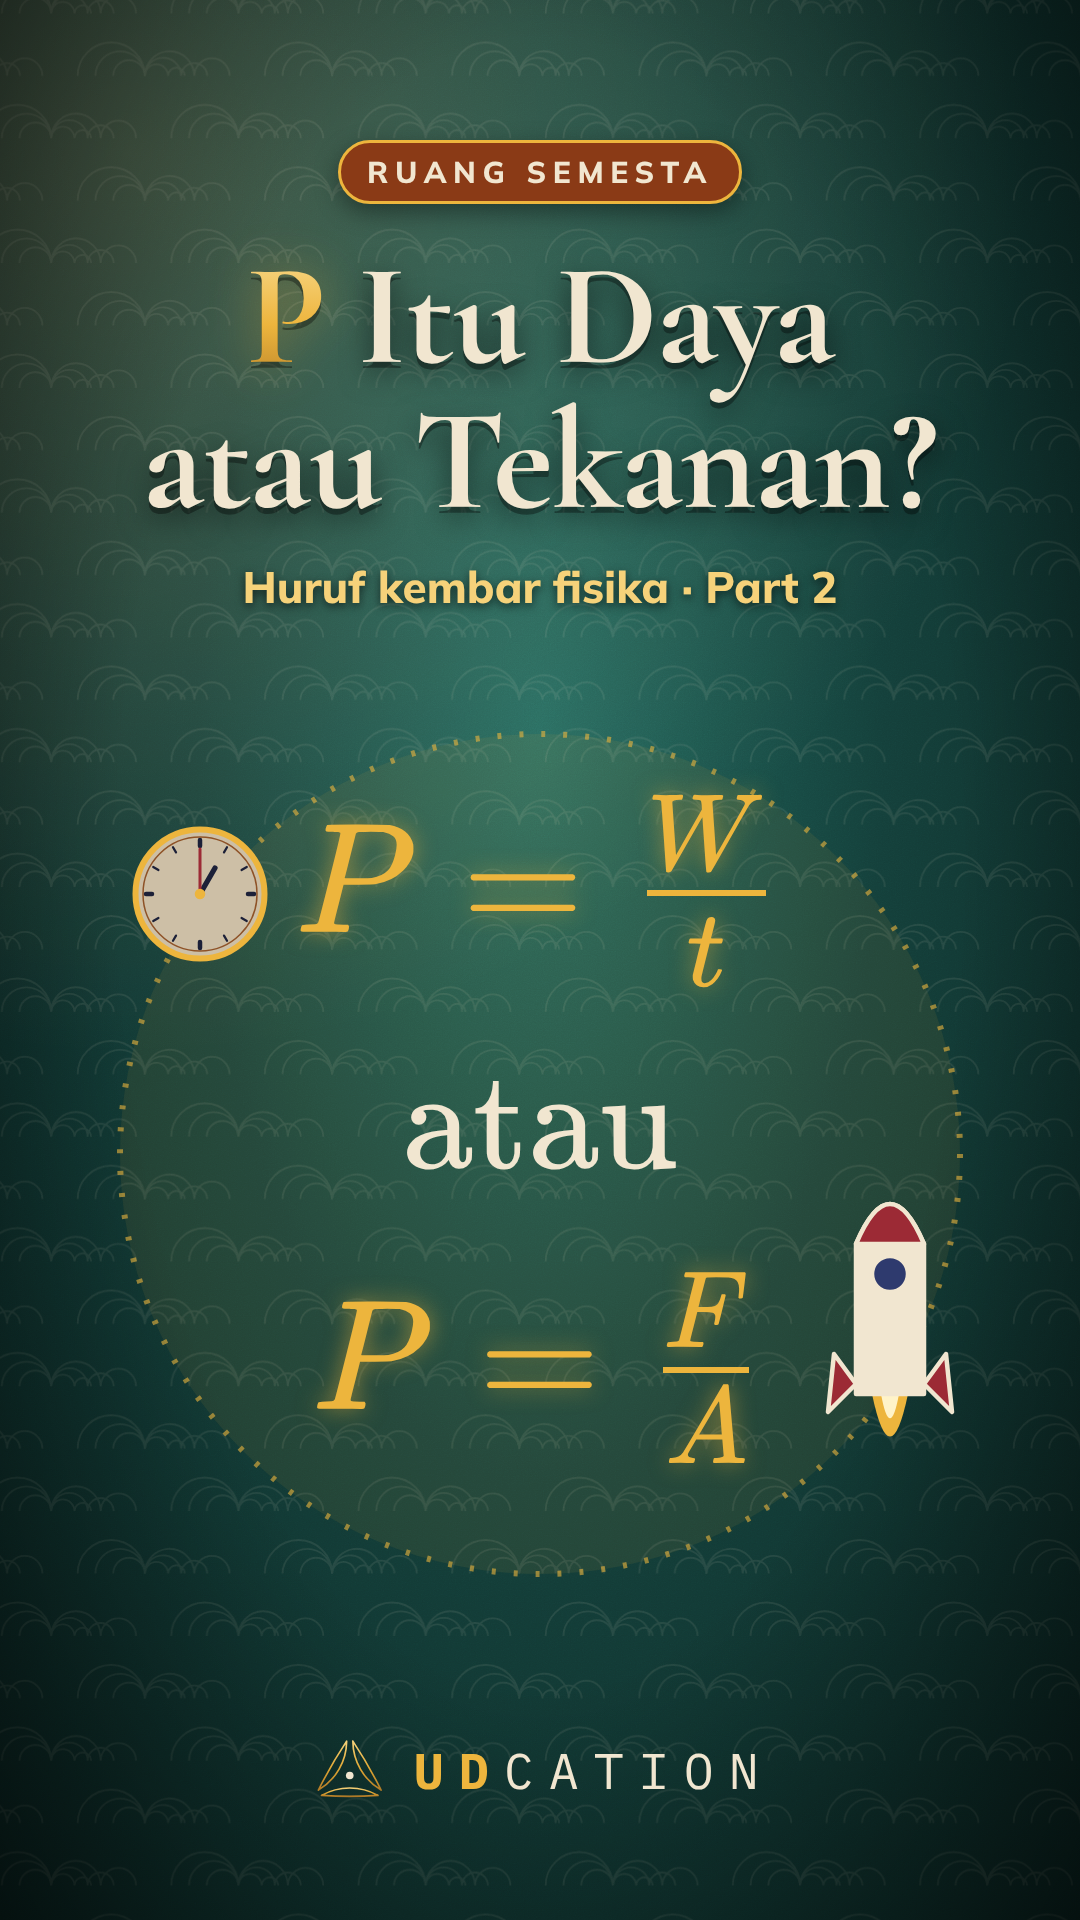 RUANG SEMESTA
P Itu Daya
atau Tekanan?
Huruf kembar fisika · Part 2
P = W/t
atau
P = F/A
UDCATION